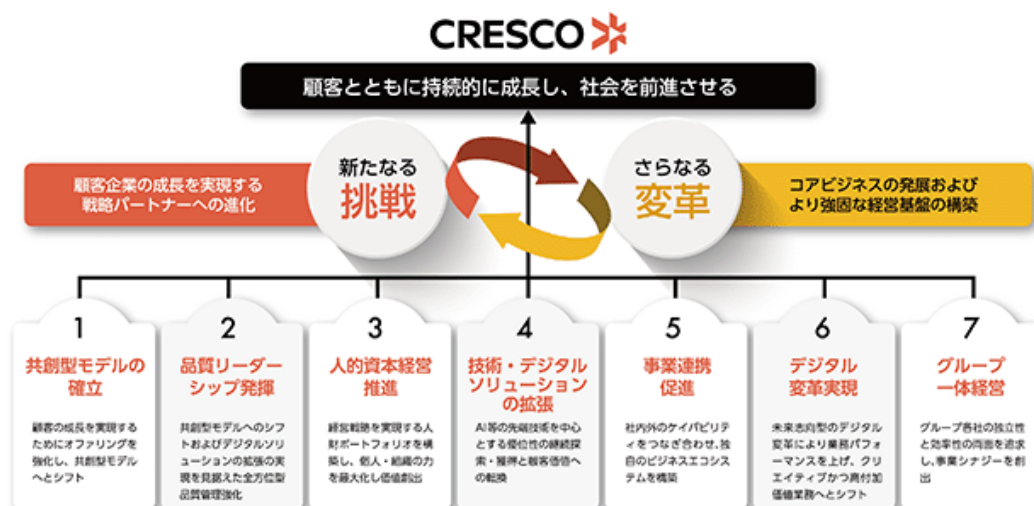 CRESCO
顧客とともに持続的に成長し、社会を前進させる
顧客企業の成長を実現する
戦略パートナーへの進化
新たなる
挑戦
さらなる
変革
コアビジネスの発展および
より強固な経営基盤の構築
1
共創型モデルの
確立
顧客の成長を実現する
ためにオファリングを
強化し、共創型モデル
へとシフト
2
品質リーダー
シップ発揮
共創型モデルへのシフ
トおよびデジタルソリ
ューションの拡張の実
現を見据えた全方位型
品質管理強化
3
人的資本経営
推進
経営戦略を実現する人
財ポートフォリオを構
築し、個人・組織の力
を最大化し価値創出
4
技術・デジタル
ソリューション
の拡張
AI等の先端技術を中心
とする優位性の継続探
索・獲得と顧客価値へ
の転換
5
事業連携
促進
社内外のケイパビリティ
をつなぎ合わせ、独
自のビジネスエコシス
テムを構築
6
デジタル
変革実現
未来志向型のデジタル
変革により業務パフォ
ーマンスを上げ、クリ
エイティブかつ高付加
価値業務へとシフト
7
グループ
一体経営
グループ各社の独立性
と効率性の両面を追求
し、事業シナジーを創
出